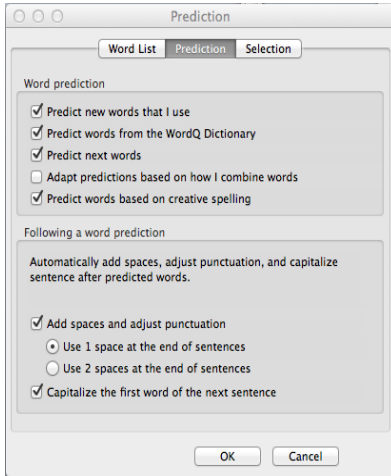 Prediction
Word List Prediction Selection
Word prediction
Predict new words that I use
Predict words from the WordQ Dictionary
Predict next words
Adapt predictions based on how I combine words
Predict words based on creative spelling
Following a word prediction
Automatically add spaces, adjust punctuation, and capitalize
sentence after predicted words.
Add spaces and adjust punctuation
Use 1 space at the end of sentences
Use 2 spaces at the end of sentences
Capitalize the first word of the next sentence
OK Cancel